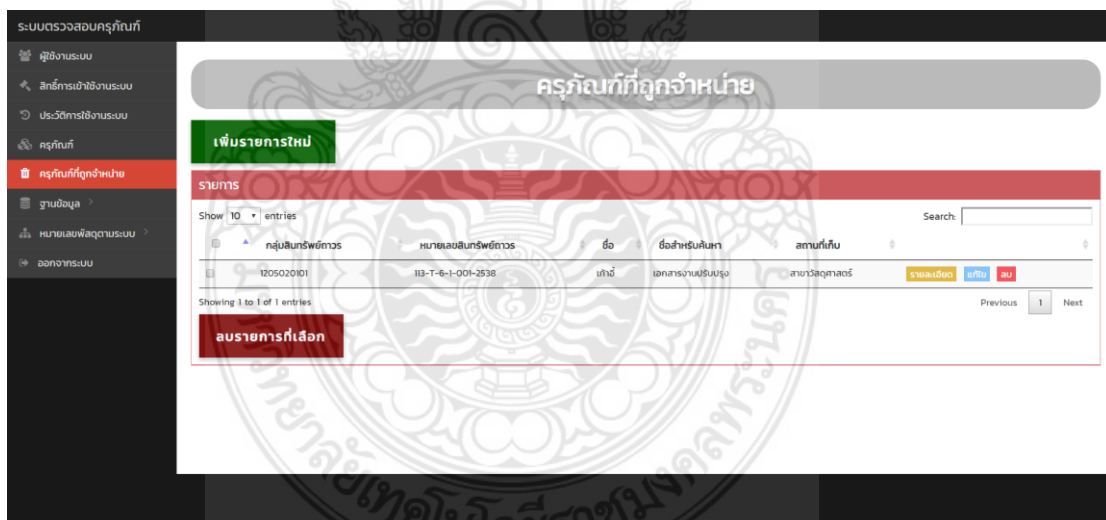 ระบบตรวจสอบครุภัณฑ์
ผู้ใช้งานระบบ
สิทธิ์การเข้าใช้งานระบบ
ประวัติการใช้งานระบบ
ครุภัณฑ์
ครุภัณฑ์ที่ถูกจำหน่าย
ฐานข้อมูล
หมายเลขพัสดุตามระบบ
ออกจากระบบ
ครุภัณฑ์ที่ถูกจำหน่าย
เพิ่มรายการใหม่
รายการ
Show 10 entries Search:
กลุ่มสินทรัพย์ถาวร หมายเลขสินทรัพย์ถาวร ชื่อ ชื่อสำหรับค้นหา สถานที่เก็บ
1205020101 113-T-6-1-001-2538 เก้าอี้ เอกสารงานปรับปรุง สาขาวัสดุศาสตร์ รายละเอียด แก้ไข ลบ
Showing 1 to 1 of 1 entries Previous 1 Next
ลบรายการที่เลือก